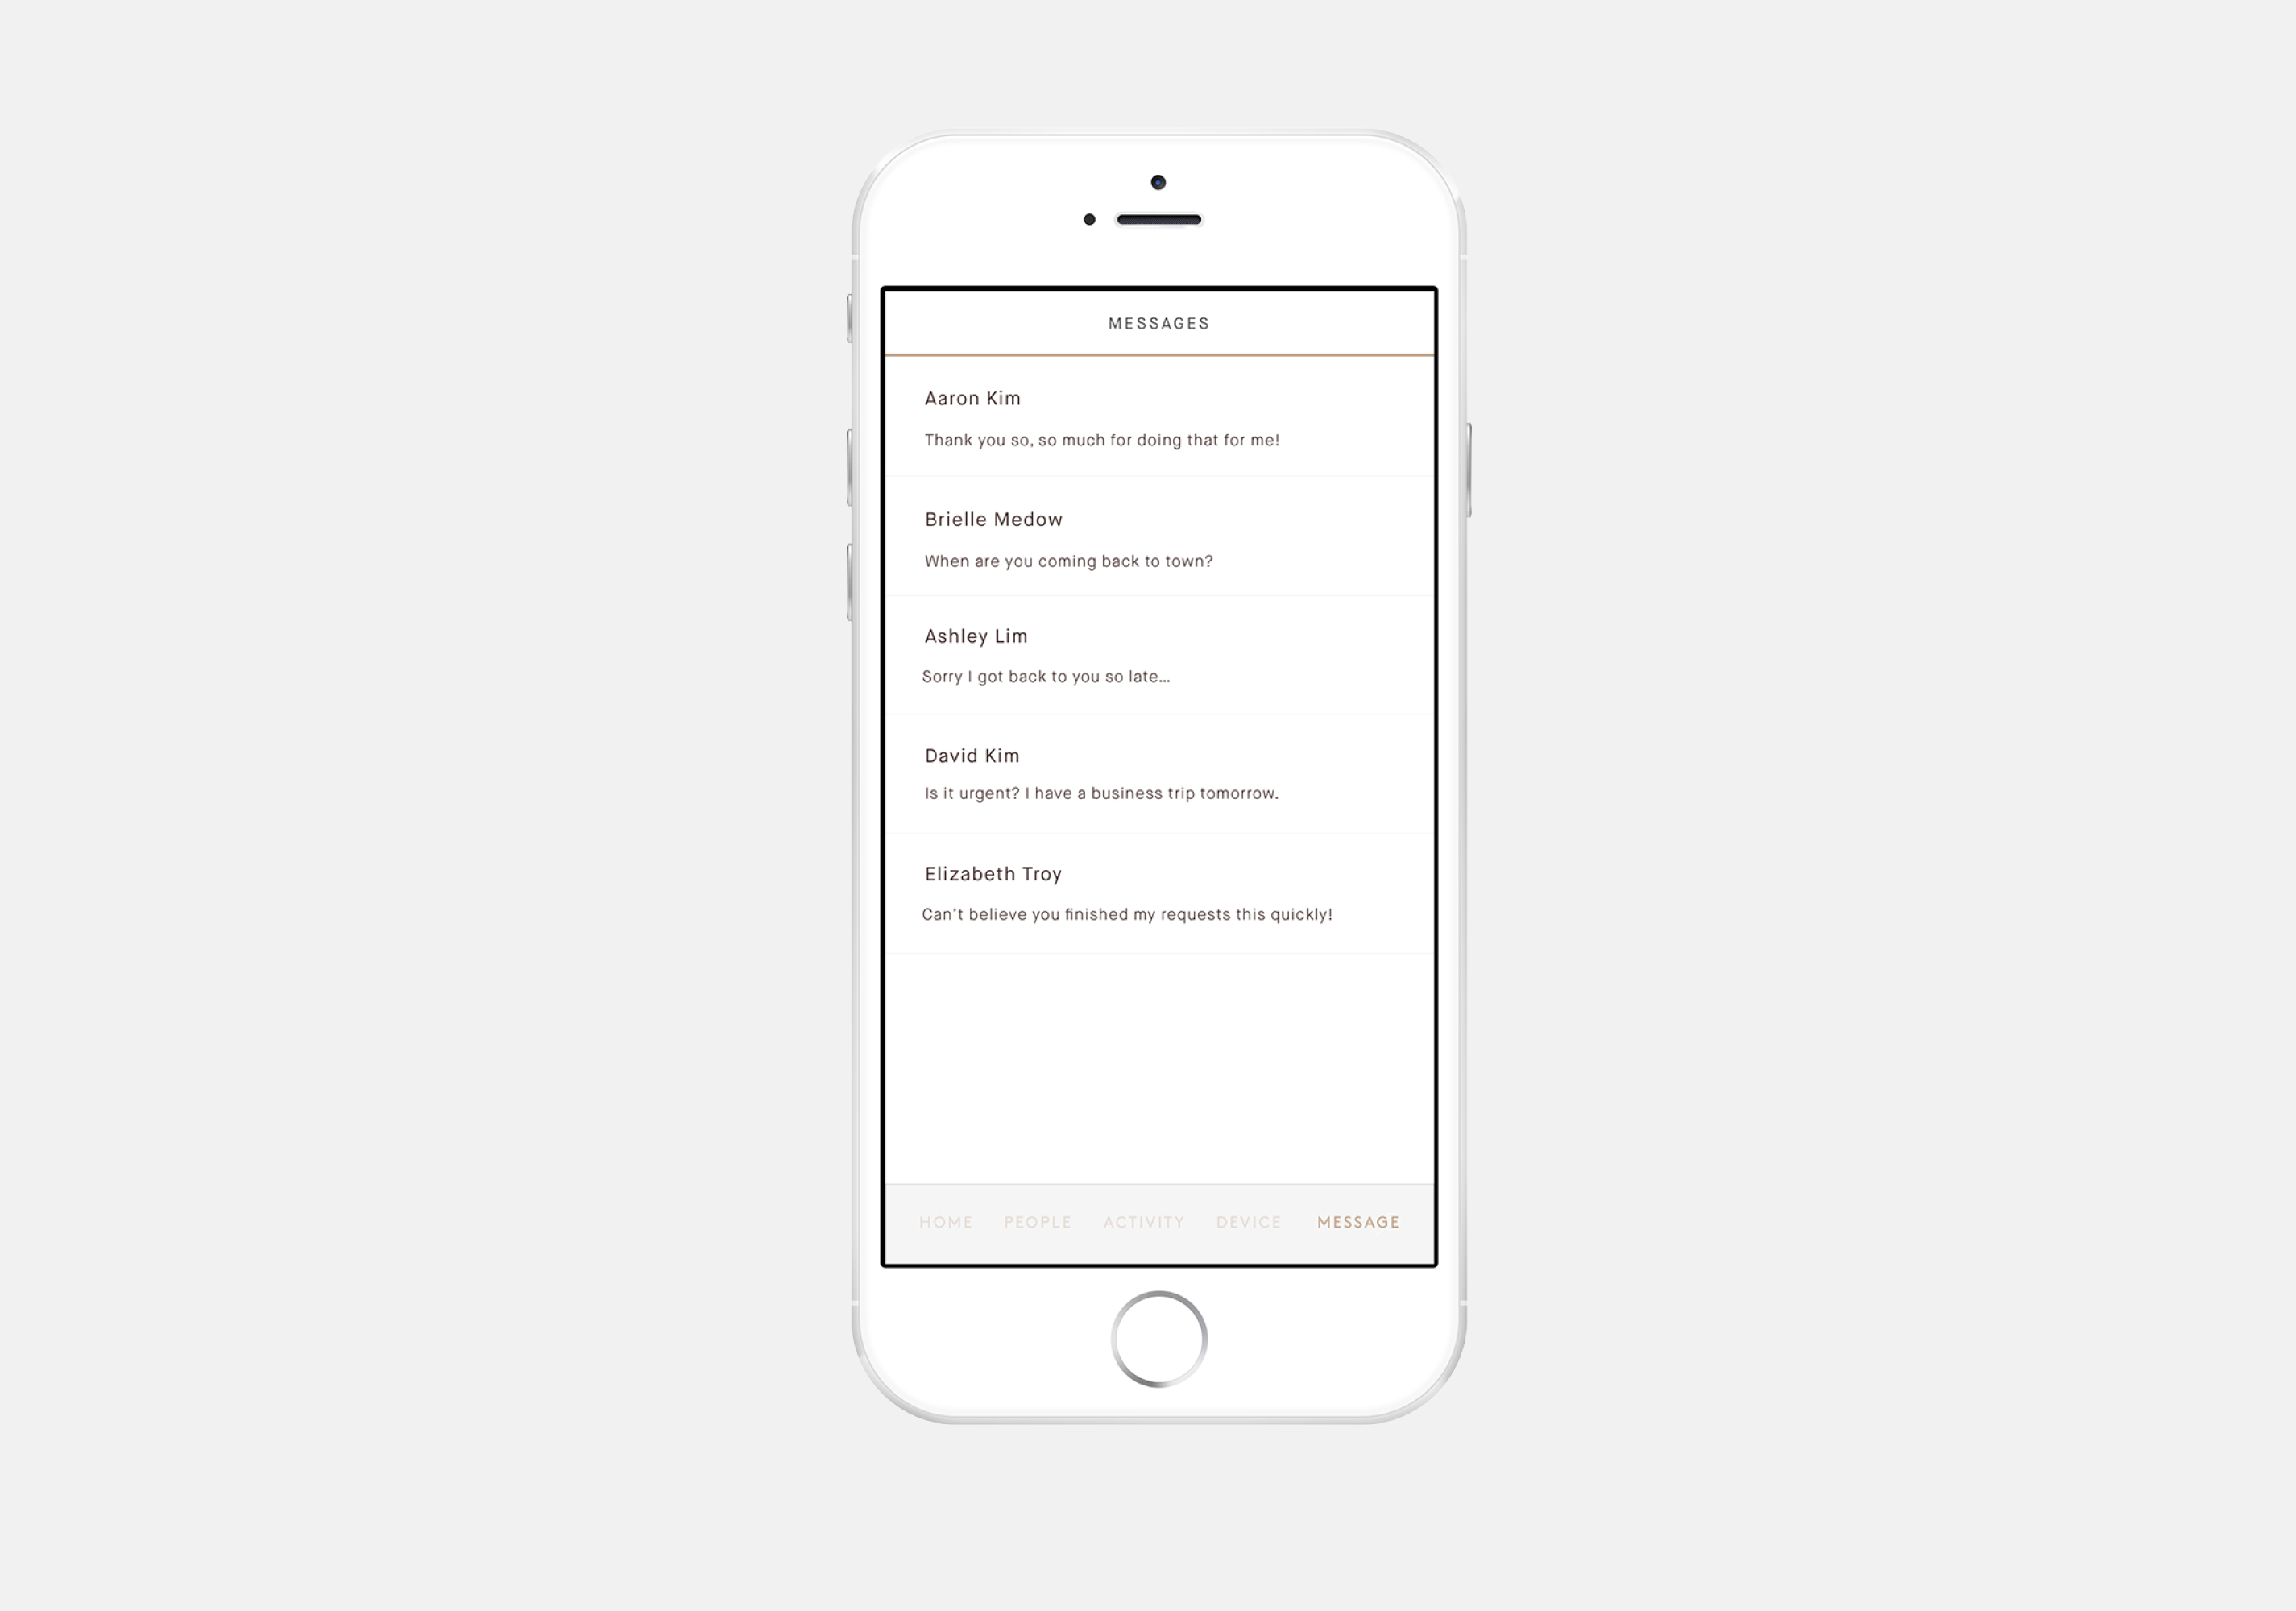 MESSAGES
Aaron Kim
Thank you so, so much for doing that for me!
Brielle Medow
When are you coming back to town?
Ashley Lim
Sorry I got back to you so late...
David Kim
Is it urgent? I have a business trip tomorrow.
Elizabeth Troy
Can't believe you finished my requests this quickly!
HOME PEOPLE ACTIVITY DEVICE MESSAGE